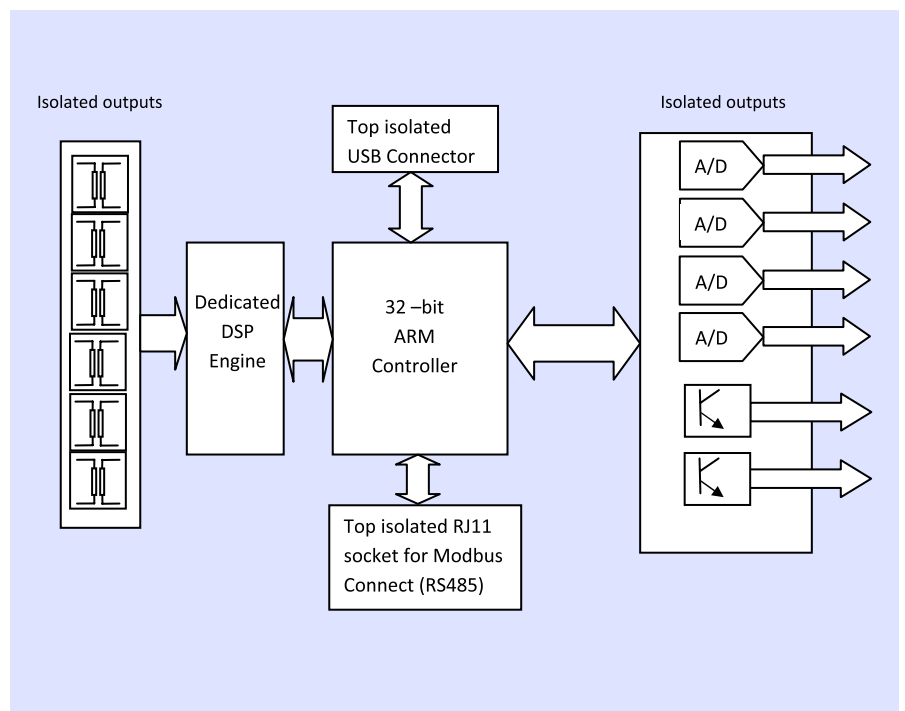 Isolated outputs
Isolated outputs
Top isolated
USB Connector
A/D
A/D
A/D
A/D
Dedicated
DSP
Engine
32 –bit
ARM
Controller
Top isolated RJ11
socket for Modbus
Connect (RS485)